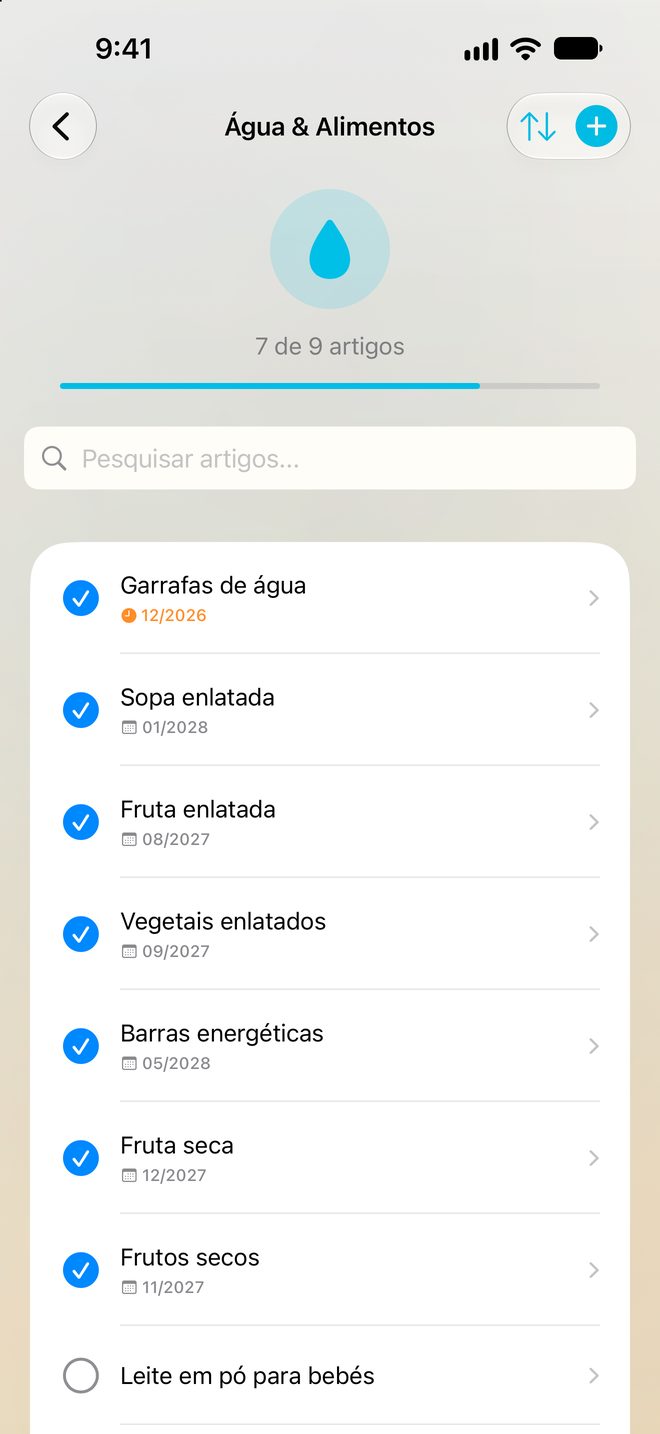 9:41
Água & Alimentos
7 de 9 artigos
Pesquisar artigos...
Garrafas de água
12/2026
Sopa enlatada
01/2028
Fruta enlatada
08/2027
Vegetais enlatados
09/2027
Barras energéticas
05/2028
Fruta seca
12/2027
Frutos secos
11/2027
Leite em pó para bebés